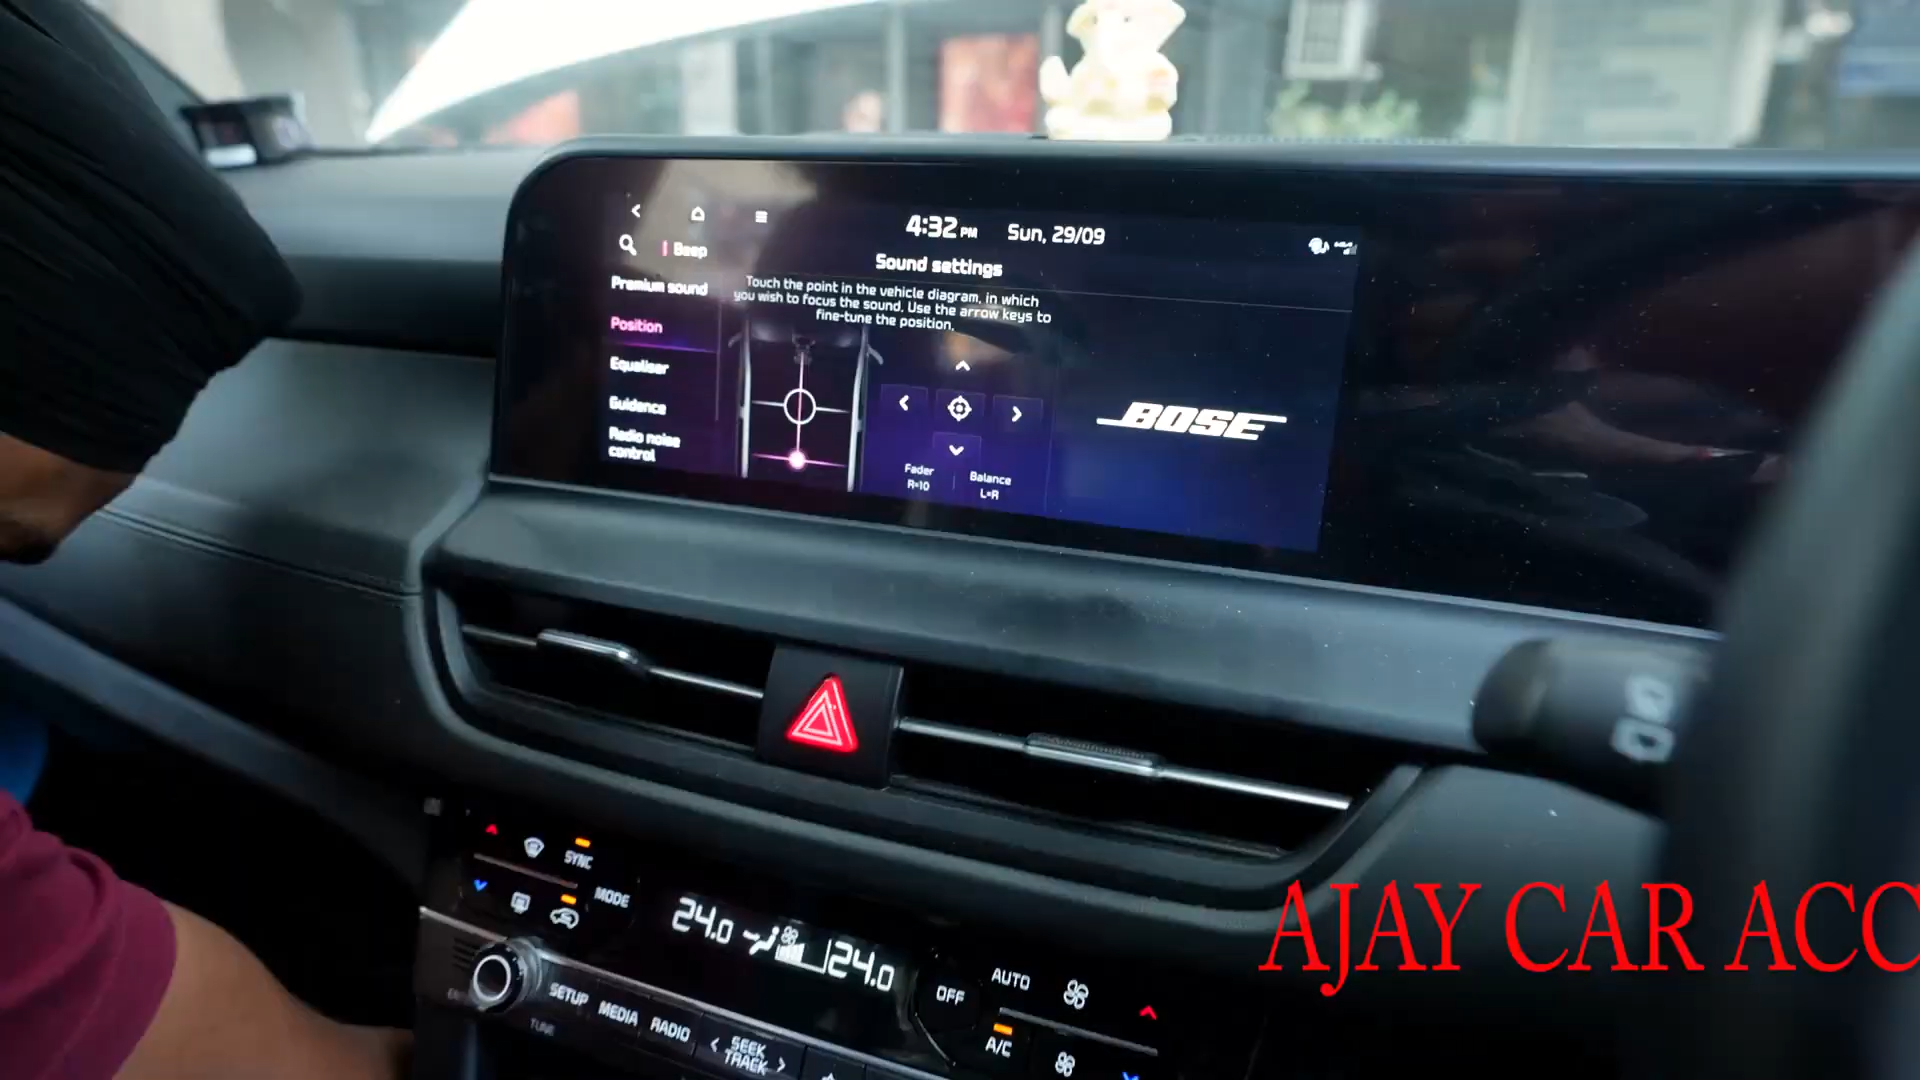 4:32 PM Sun, 29/09
Beep
Sound settings
Premium sound
Position
Equaliser
Guidance
Radio noise
control
Touch the point in the vehicle diagram, in which
you wish to focus the sound. Use the arrow keys to
fine-tune the position.
Fader
R=10
Balance
L=R
BOSE
SYNC
MODE
24.0
24.0
OFF
AUTO
A/C
SETUP
MEDIA
RADIO
SEEK
TRACK
TUNE
AJAY CAR ACC